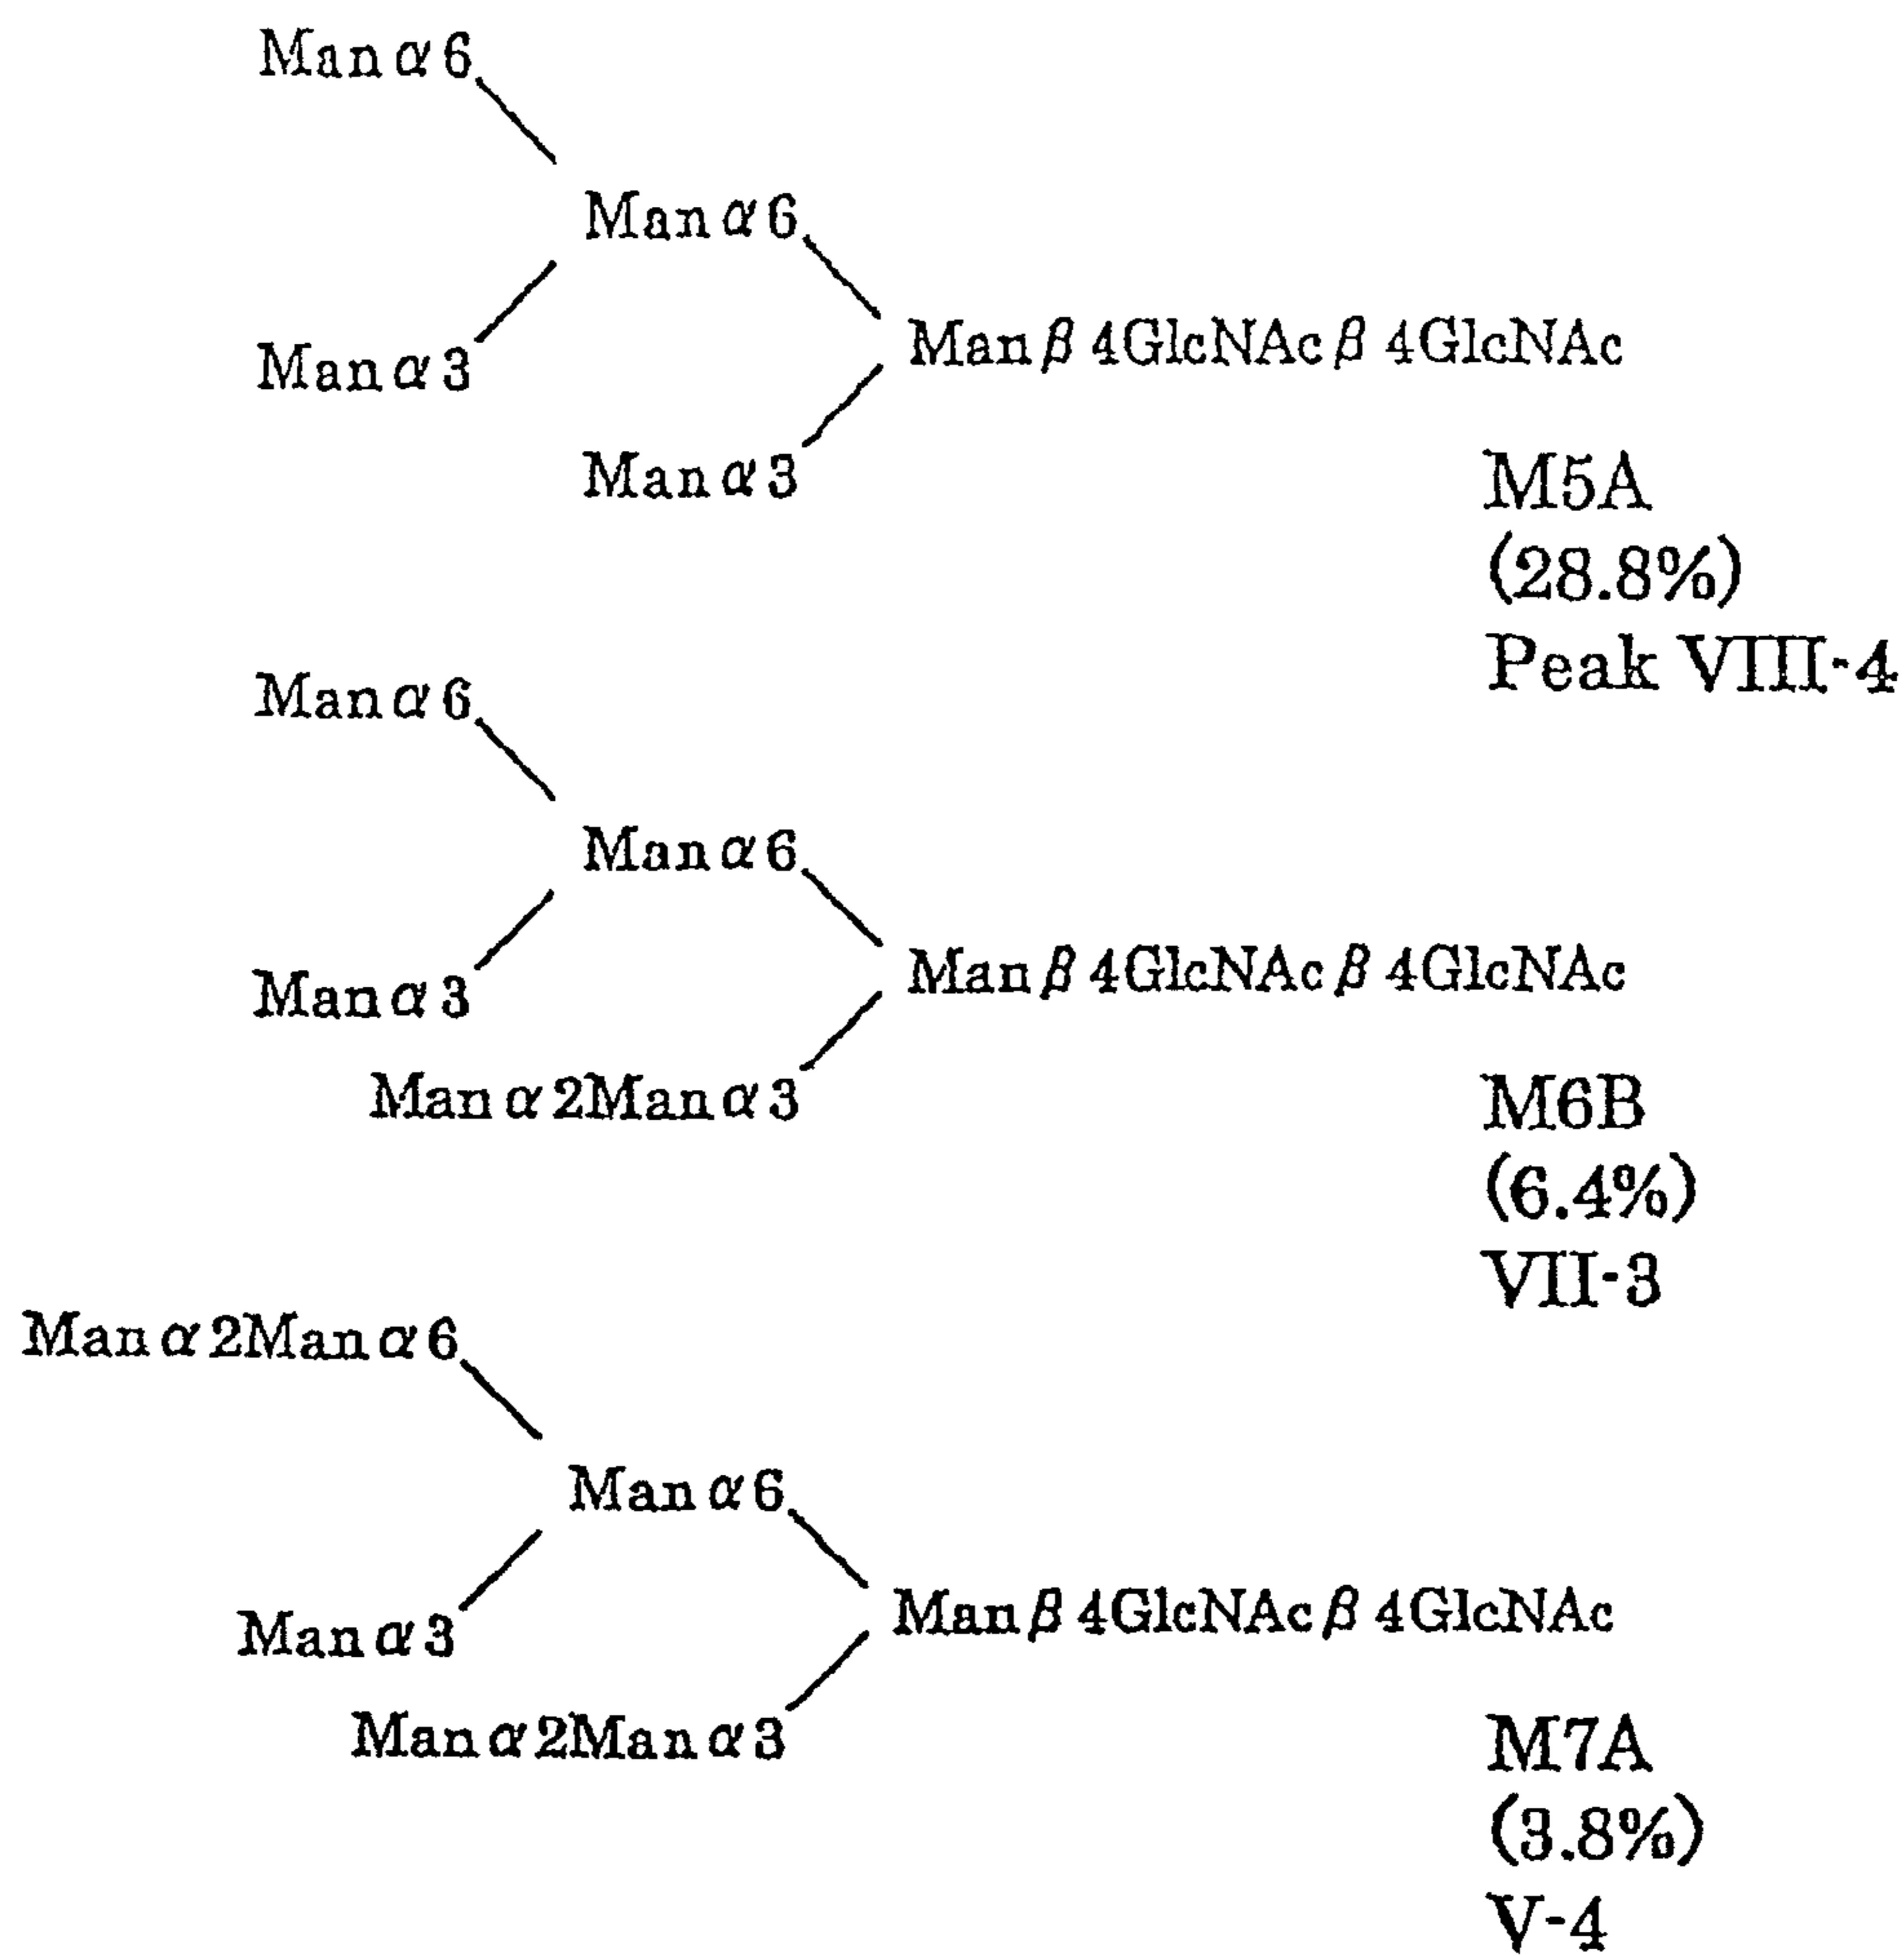 Manα6
Manα6
Manα3
Manβ4GlcNAcβ4GlcNAc
Manα3
M5A
(28.8%)
Peak VIII-4
Manα6
Manα6
Manα3
Manβ4GlcNAcβ4GlcNAc
Manα2Manα3
M6B
(6.4%)
VII-3
Manα2Manα6
Manα6
Manα3
Manβ4GlcNAcβ4GlcNAc
Manα2Manα3
M7A
(3.8%)
V-4